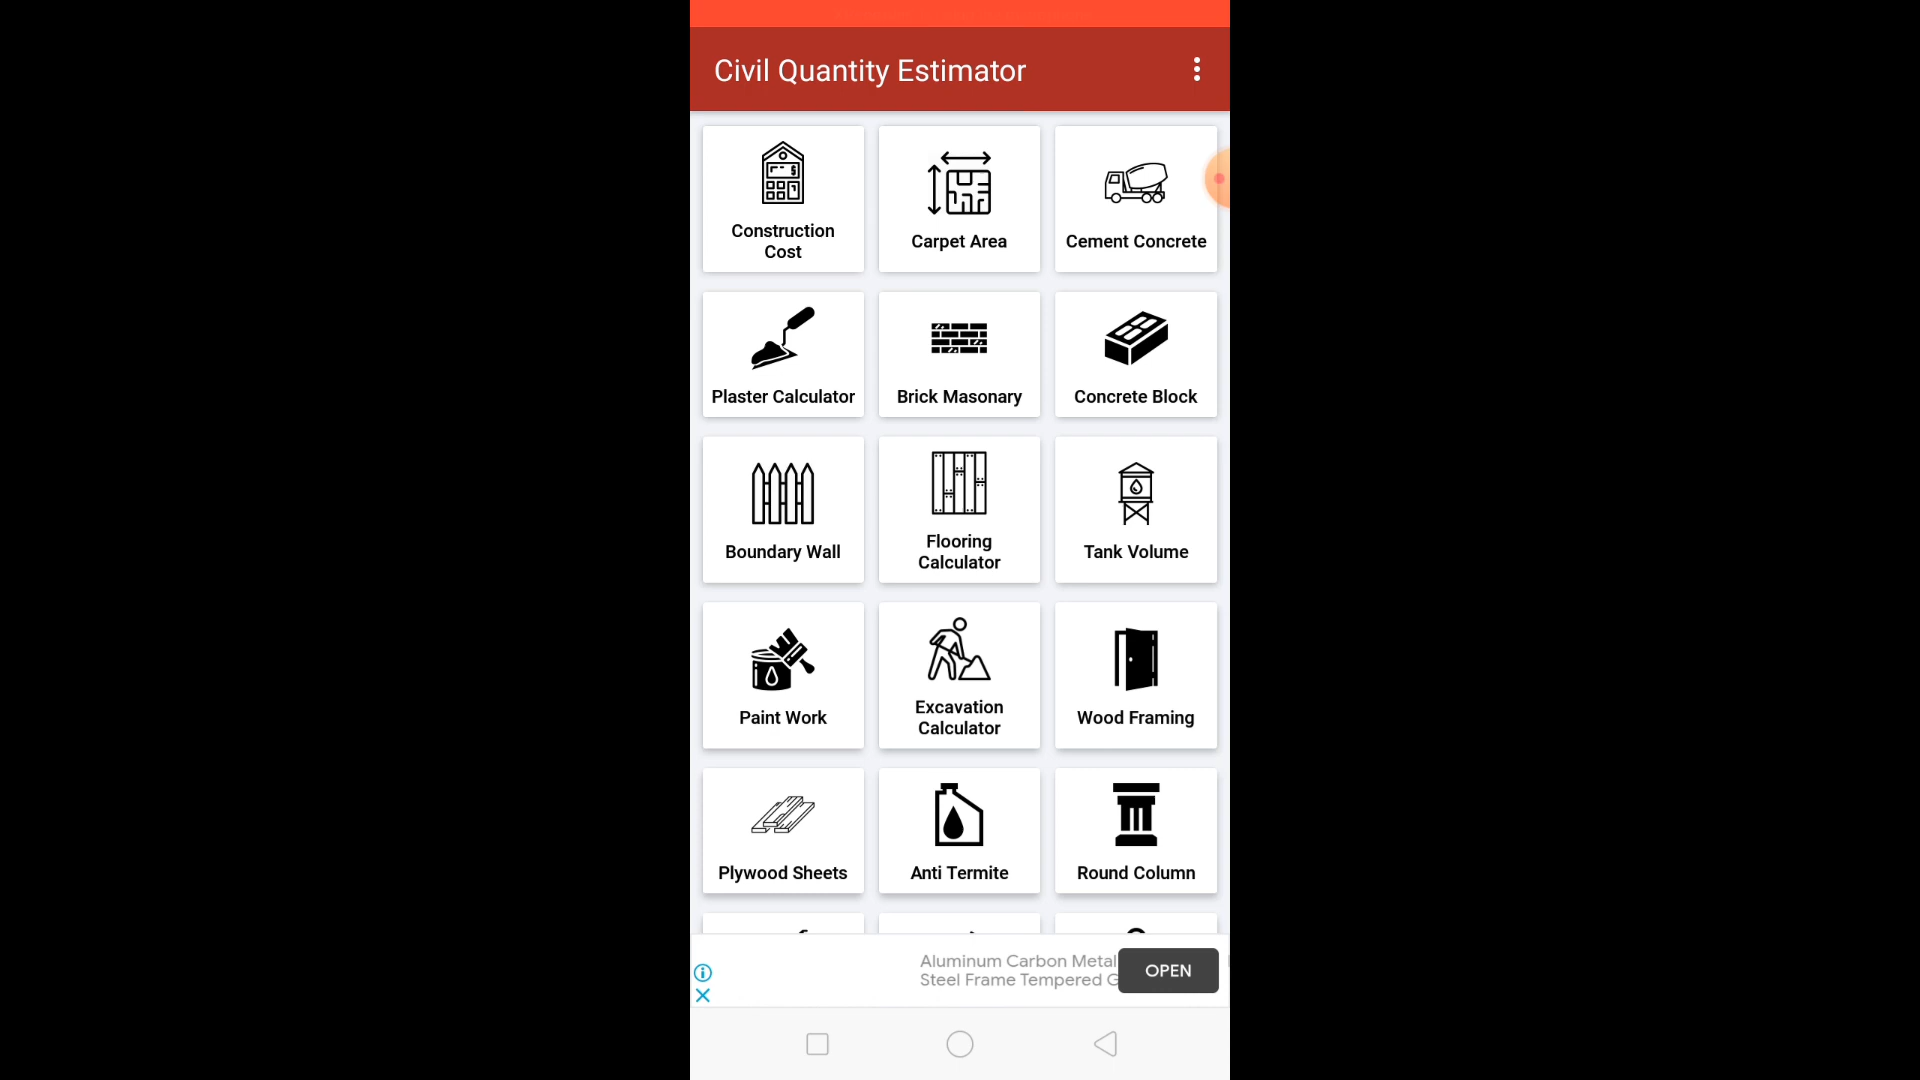 Civil Quantity Estimator
Construction
Cost
Carpet Area
Cement Concrete
Plaster Calculator
Brick Masonary
Concrete Block
Boundary Wall
Flooring
Calculator
Tank Volume
Paint Work
Excavation
Calculator
Wood Framing
Plywood Sheets
Anti Termite
Round Column
Aluminum Carbon Metal
Steel Frame Tempered G
OPEN